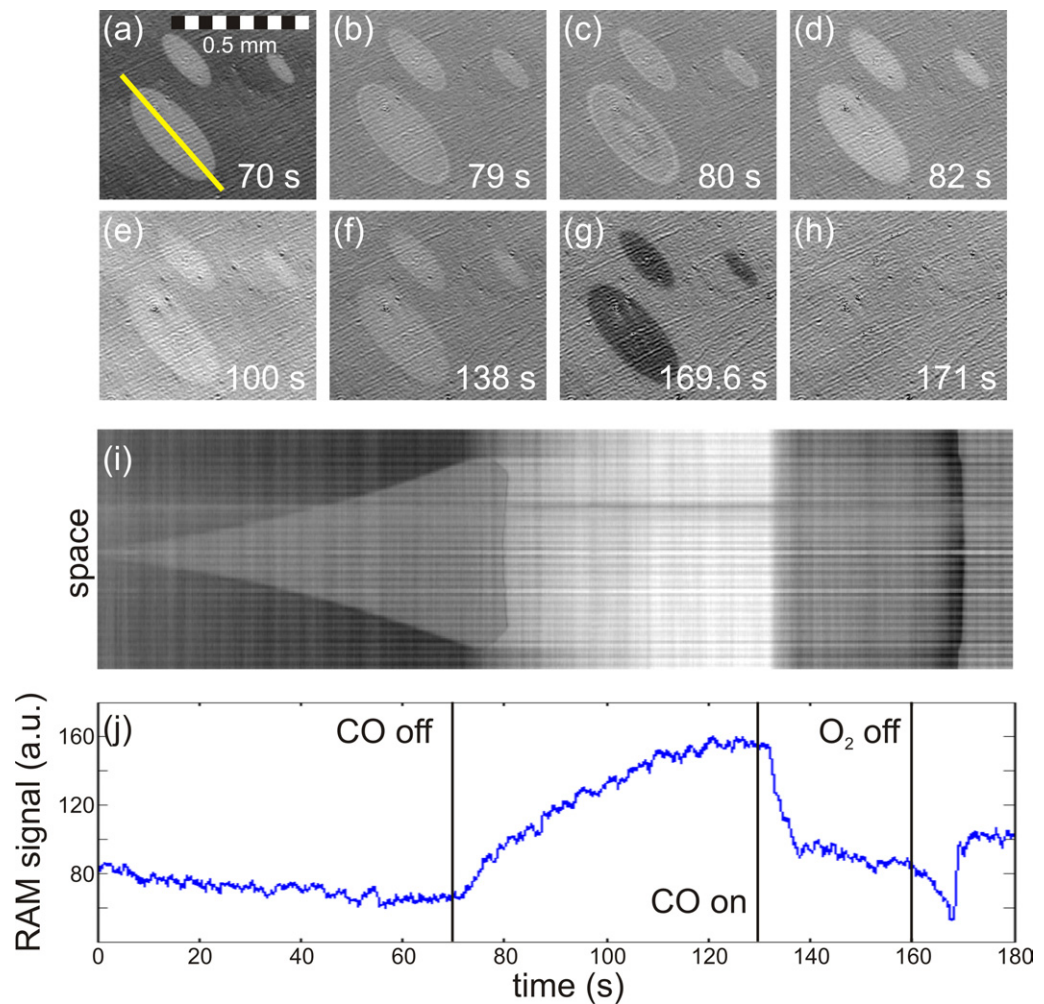 (a) (b) (c) (d)
0.5 mm
70 s 79 s 80 s 82 s
(e) (f) (g) (h)
100 s 138 s 169.6 s 171 s
(i)
space
(j)
CO off
O₂ off
CO on
RAM signal (a.u.)
160
120
80
0 20 40 60 80 100 120 140 160 180
time (s)